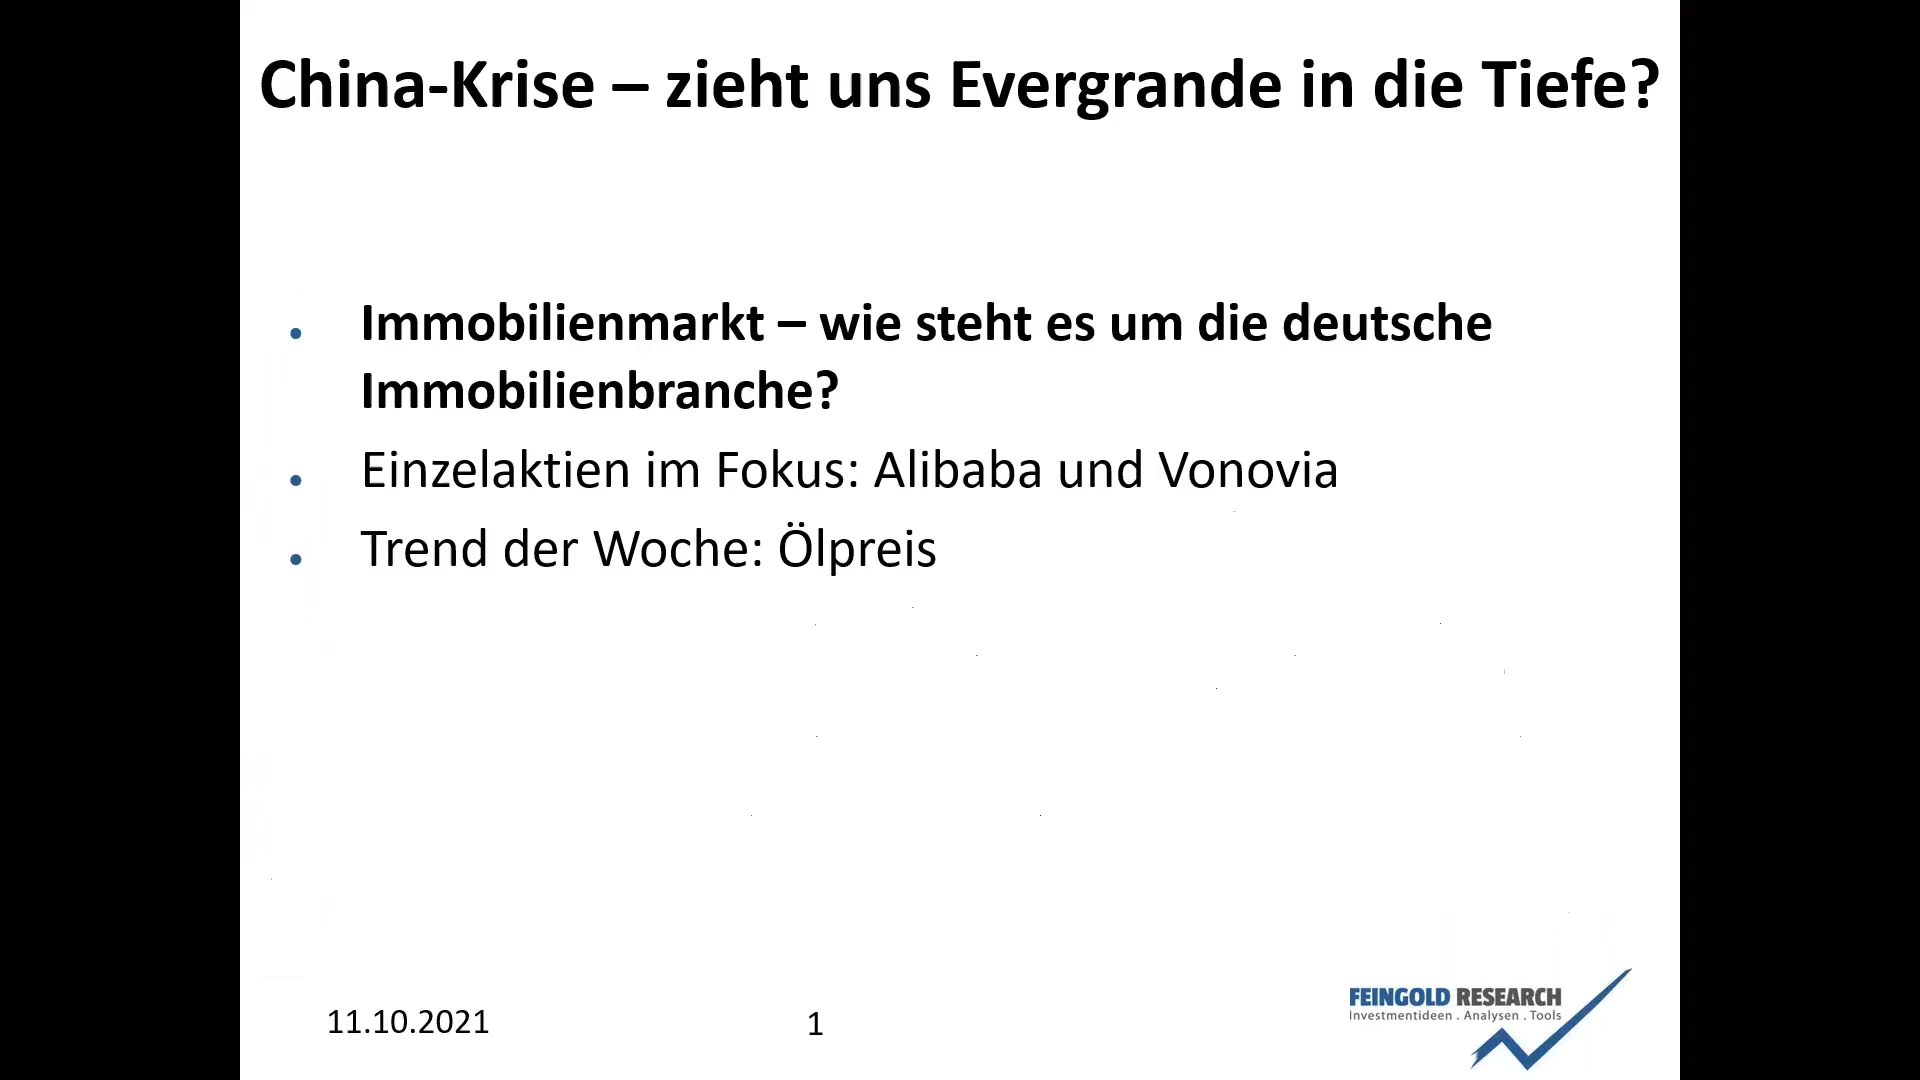 China-Krise – zieht uns Evergrande in die Tiefe?
Immobilienmarkt – wie steht es um die deutsche
Immobilienbranche?
Einzelaktien im Fokus: Alibaba und Vonovia
Trend der Woche: Ölpreis
11.10.2021
1
FEINGOLD RESEARCH
Investmentideen . Analysen . Tools